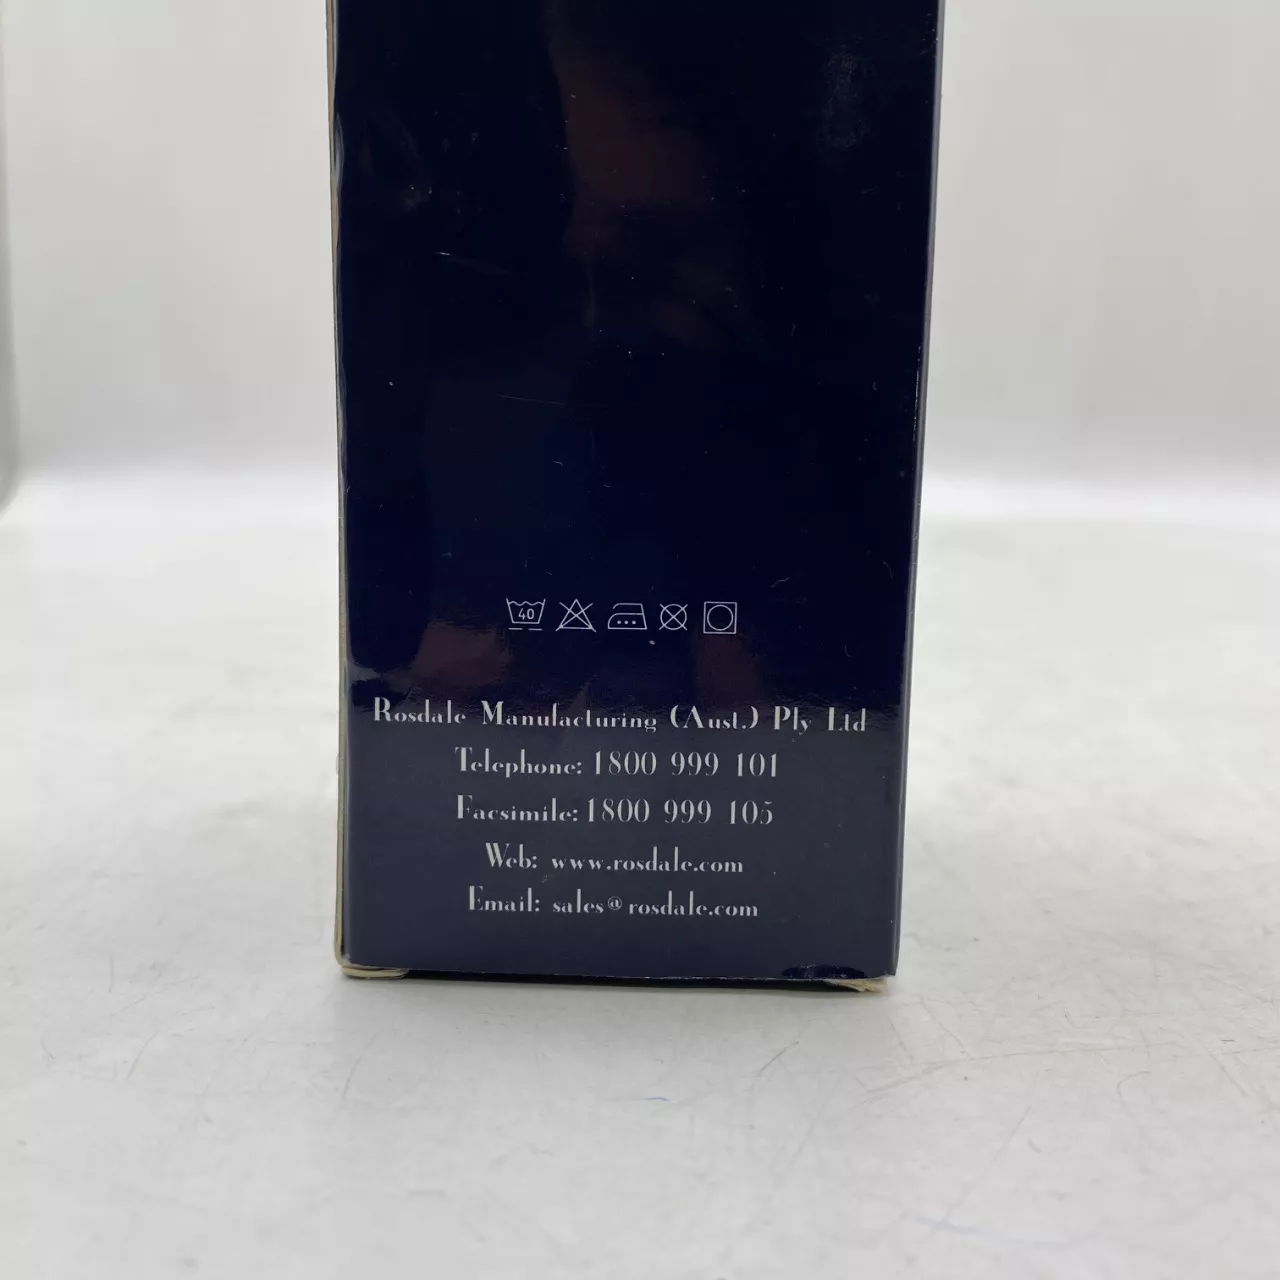 40
Rosdale Manufacturing (Aust.) Ply Ltd
Telephone: 1800 999 101
Facsimile: 1800 999 105
Web: www.rosdale.com
Email: sales@rosdale.com